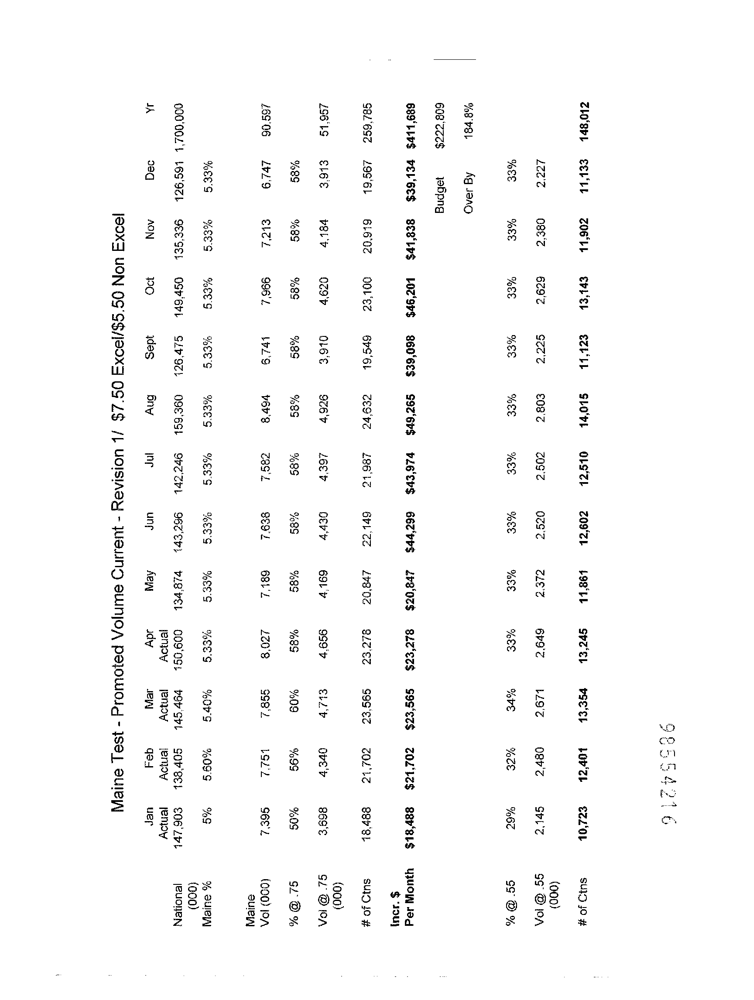 Maine Test - Promoted Volume Current - Revision 1/ $7.50 Excel/$5.50 Non Excel
Jan Feb Mar Apr May Jun Jul Aug Sept Oct Nov Dec Yr
Actual Actual Actual Actual
National 147,903 138,405 145,464 150,600 134,874 143,296 142,246 159,360 126,475 149,450 135,336 126,591 1,700,000
(000)
Maine % 5% 5.60% 5.40% 5.33% 5.33% 5.33% 5.33% 5.33% 5.33% 5.33% 5.33% 5.33%
Maine
Vol (000) 7,395 7,751 7,855 8,027 7,189 7,638 7,582 8,494 6,741 7,966 7,213 6,747 90,597
% @ .75 50% 56% 60% 58% 58% 58% 58% 58% 58% 58% 58% 58%
Vol @ .75 3,698 4,340 4,713 4,656 4,169 4,430 4,397 4,926 3,910 4,620 4,184 3,913 51,957
(000)
# of Ctns 18,488 21,702 23,565 23,278 20,847 22,149 21,987 24,632 19,549 23,100 20,919 19,567 259,785
Incr. $
Per Month $18,488 $21,702 $23,565 $23,278 $20,847 $44,299 $43,974 $49,265 $39,098 $46,201 $41,838 $39,134 $411,689
Budget $222,809
Over By 184.8%
% @ .55 29% 32% 34% 33% 33% 33% 33% 33% 33% 33% 33% 33%
Vol @ .55 2,145 2,480 2,671 2,649 2,372 2,520 2,502 2,803 2,225 2,629 2,380 2,227
(000)
# of Ctns 10,723 12,401 13,354 13,245 11,861 12,602 12,510 14,015 11,123 13,143 11,902 11,133 148,012
98554216